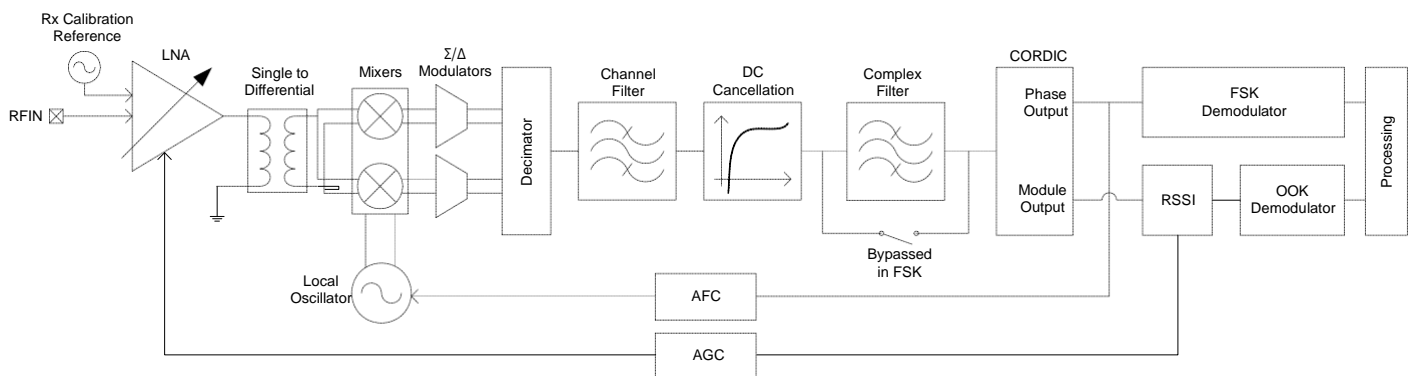 Rx Calibration
Reference
LNA
RFIN
Single to
Differential
Mixers
Σ/Δ
Modulators
Decimator
Channel
Filter
DC
Cancellation
Complex
Filter
Bypassed
in FSK
CORDIC
Phase
Output
Module
Output
FSK
Demodulator
RSSI
OOK
Demodulator
Processing
Local
Oscillator
AFC
AGC